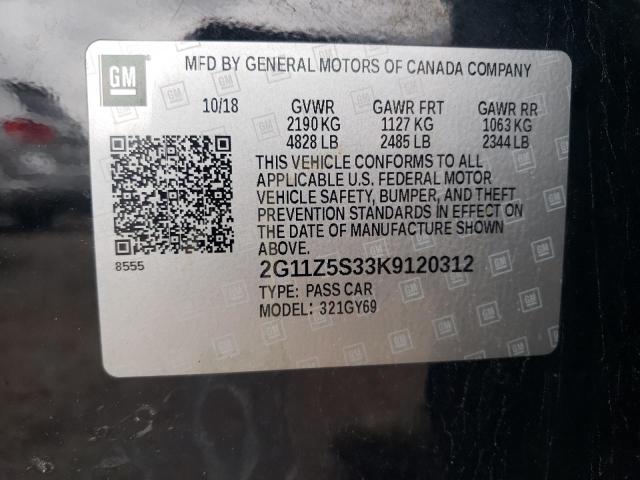 GM
MFD BY GENERAL MOTORS OF CANADA COMPANY
10/18 GVWR GAWR FRT GAWR RR
2190 KG 1127 KG 1063 KG
4828 LB 2485 LB 2344 LB
THIS VEHICLE CONFORMS TO ALL
APPLICABLE U.S. FEDERAL MOTOR
VEHICLE SAFETY, BUMPER, AND THEFT
PREVENTION STANDARDS IN EFFECT ON
THE DATE OF MANUFACTURE SHOWN
ABOVE.
8555
2G11Z5S33K9120312
TYPE: PASS CAR
MODEL: 321GY69